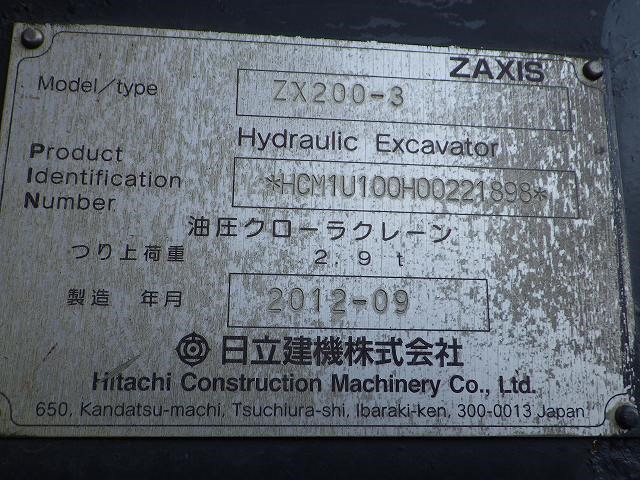 ZAXIS
Model/type ZX200-3
Hydraulic Excavator
Product
Identification
Number
*HCM1U100H00221898*
油圧クローラクレーン
つり上荷重 2.9 t
製造 年月 2012-09
日立建機株式会社
Hitachi Construction Machinery Co., Ltd.
650, Kandatsu-machi, Tsuchiura-shi, Ibaraki-ken, 300-0013 Japan